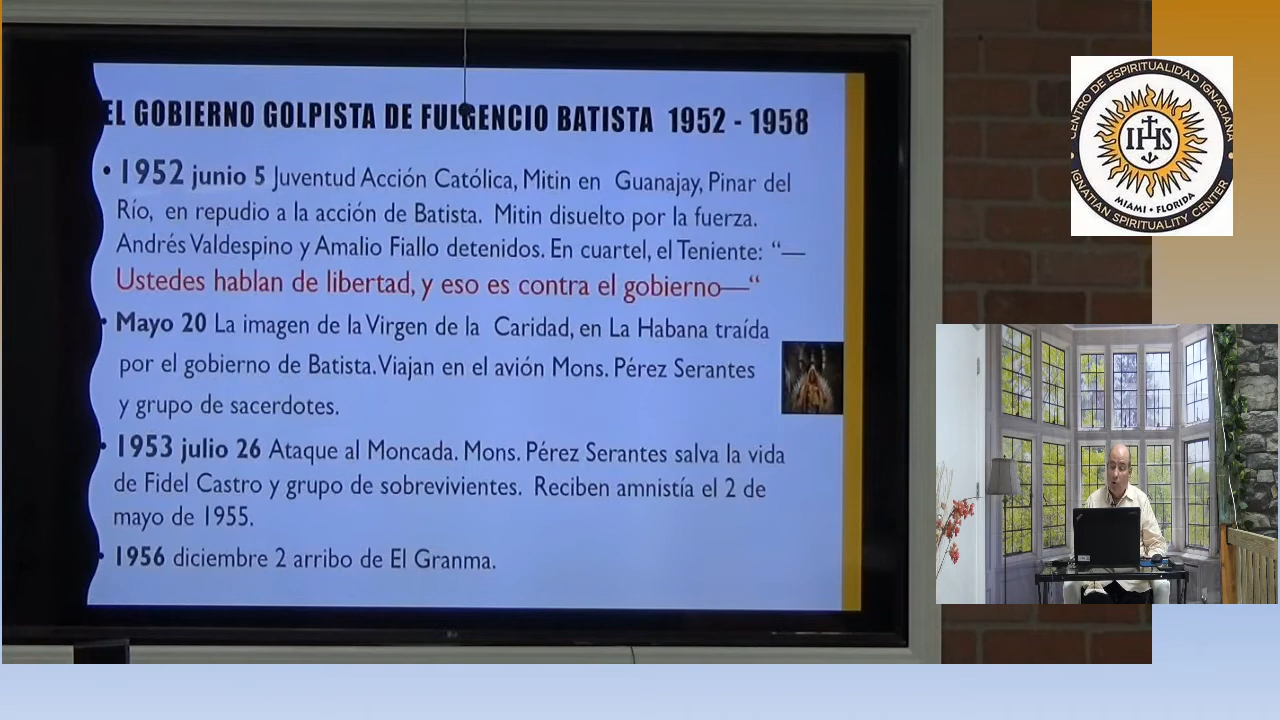 EL GOBIERNO GOLPISTA DE FULGENCIO BATISTA 1952 - 1958
• 1952 junio 5 Juventud Acción Católica, Mitin en Guanajay, Pinar del
Río, en repudio a la acción de Batista. Mitin disuelto por la fuerza.
Andrés Valdespino y Amalio Fiallo detenidos. En cuartel, el Teniente: “—
Ustedes hablan de libertad, y eso es contra el gobierno—“
• Mayo 20 La imagen de la Virgen de la Caridad, en La Habana traída
por el gobierno de Batista. Viajan en el avión Mons. Pérez Serantes
y grupo de sacerdotes.
• 1953 julio 26 Ataque al Moncada. Mons. Pérez Serantes salva la vida
de Fidel Castro y grupo de sobrevivientes. Reciben amnistía el 2 de
mayo de 1955.
• 1956 diciembre 2 arribo de El Granma.
CENTRO DE ESPIRITUALIDAD IGNACIANA
IHS
MIAMI • FLORIDA
IGNATIAN SPIRITUALITY CENTER